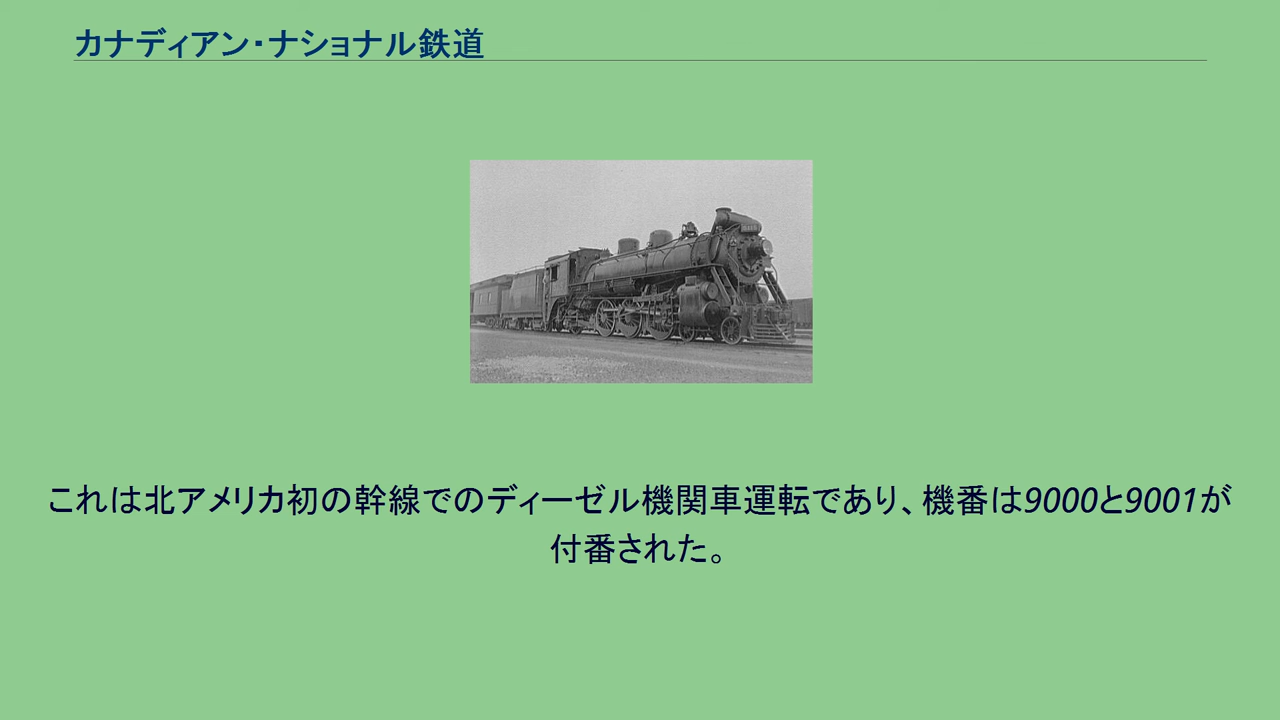 カナディアン・ナショナル鉄道
これは北アメリカ初の幹線でのディーゼル機関車運転であり、機番は9000と9001が
付番された。